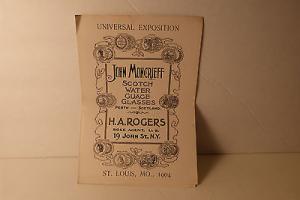 UNIVERSAL EXPOSITION
JOHN MONCRIEFF
SCOTCH
WATER
GUAGE
GLASSES
PERTH — SCOTLAND
H.A. ROGERS
SOLE AGENT, U.S.
19 JOHN ST. N.Y.
ST. LOUIS, MO., 1904